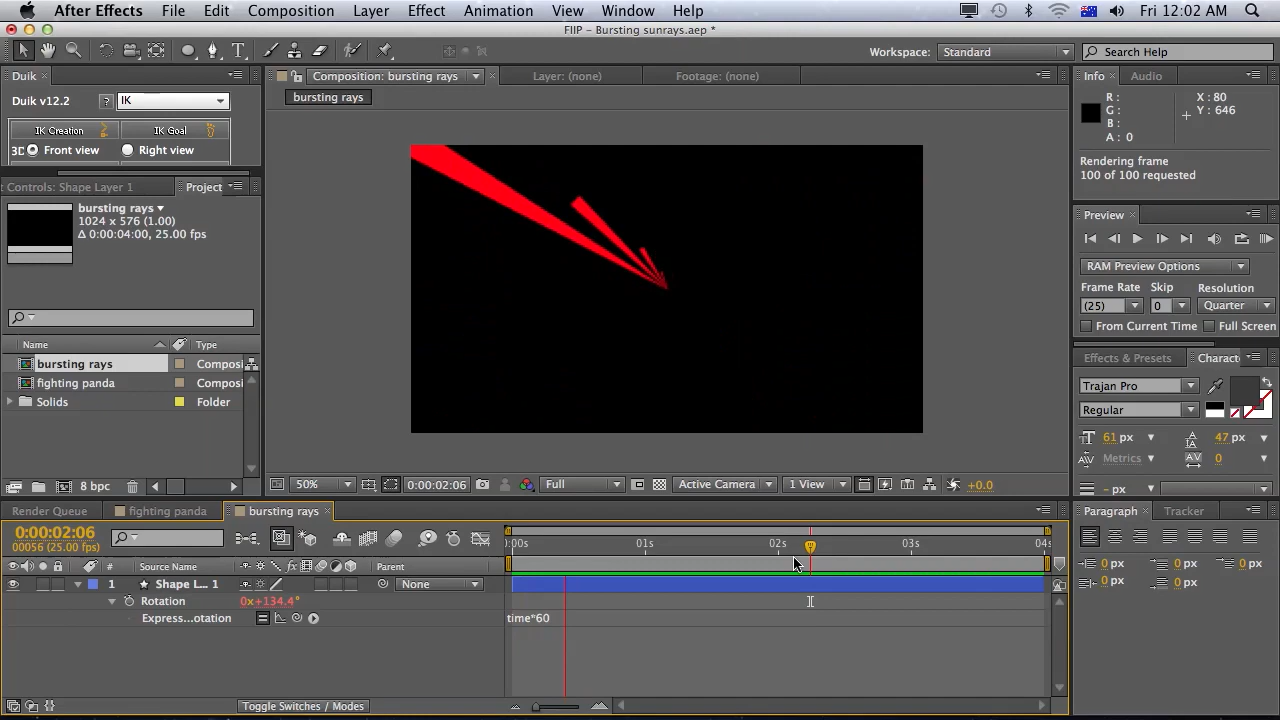 After Effects File Edit Composition Layer Effect Animation View Window Help Fri 12:02 AM
FIIP - Bursting sunrays.aep *
Workspace: Standard Search Help
Duik Composition: bursting rays Layer: (none) Footage: (none) Info Audio
bursting rays
Duik v12.2 ? IK
R:
G:
B:
A: 0
X: 80
Y: 646
IK Creation IK Goal
3D Front view Right view
Rendering frame
100 of 100 requested
Controls: Shape Layer 1 Project
bursting rays
1024 x 576 (1.00)
Δ 0:00:04:00, 25.00 fps
Preview
RAM Preview Options
Frame Rate Skip Resolution
(25) 0 Quarter
From Current Time Full Screen
Name Type
bursting rays Composi
fighting panda Composi
Solids Folder
Effects & Presets Charact
Trajan Pro
Regular
61 px 47 px
Metrics 0
- px
8 bpc
50% 0:00:02:06 Full Active Camera 1 View +0.0
Render Queue fighting panda bursting rays
Paragraph Tracker
0:00:02:06
00056 (25.00 fps)
:00s 01s 02s 03s 04s
# Source Name Parent
1 Shape L... 1 None
Rotation 0x+134.4°
Express...otation time*60
0 px 0 px 0 px
0 px 0 px
Toggle Switches / Modes